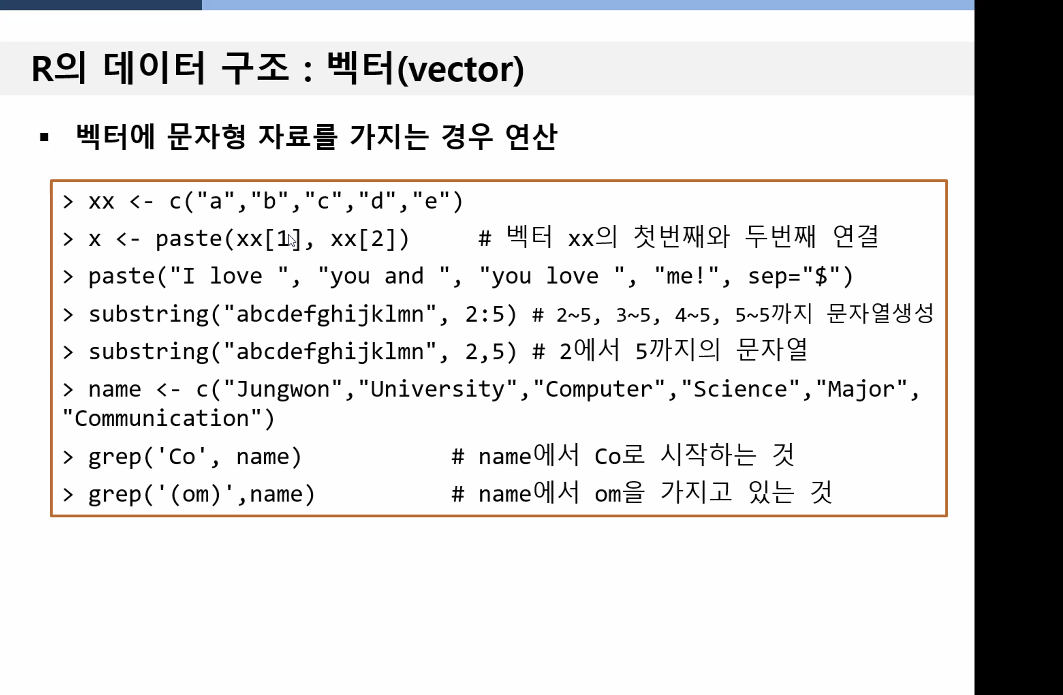 R의 데이터 구조 : 벡터(vector)
▪ 벡터에 문자형 자료를 가지는 경우 연산
> xx <- c("a","b","c","d","e")
> x <- paste(xx[1], xx[2]) # 벡터 xx의 첫번째와 두번째 연결
> paste("I love ", "you and ", "you love ", "me!", sep="$")
> substring("abcdefghijklmn", 2:5) # 2~5, 3~5, 4~5, 5~5까지 문자열생성
> substring("abcdefghijklmn", 2,5) # 2에서 5까지의 문자열
> name <- c("Jungwon","University","Computer","Science","Major",
"Communication")
> grep('Co', name) # name에서 Co로 시작하는 것
> grep('(om)',name) # name에서 om을 가지고 있는 것